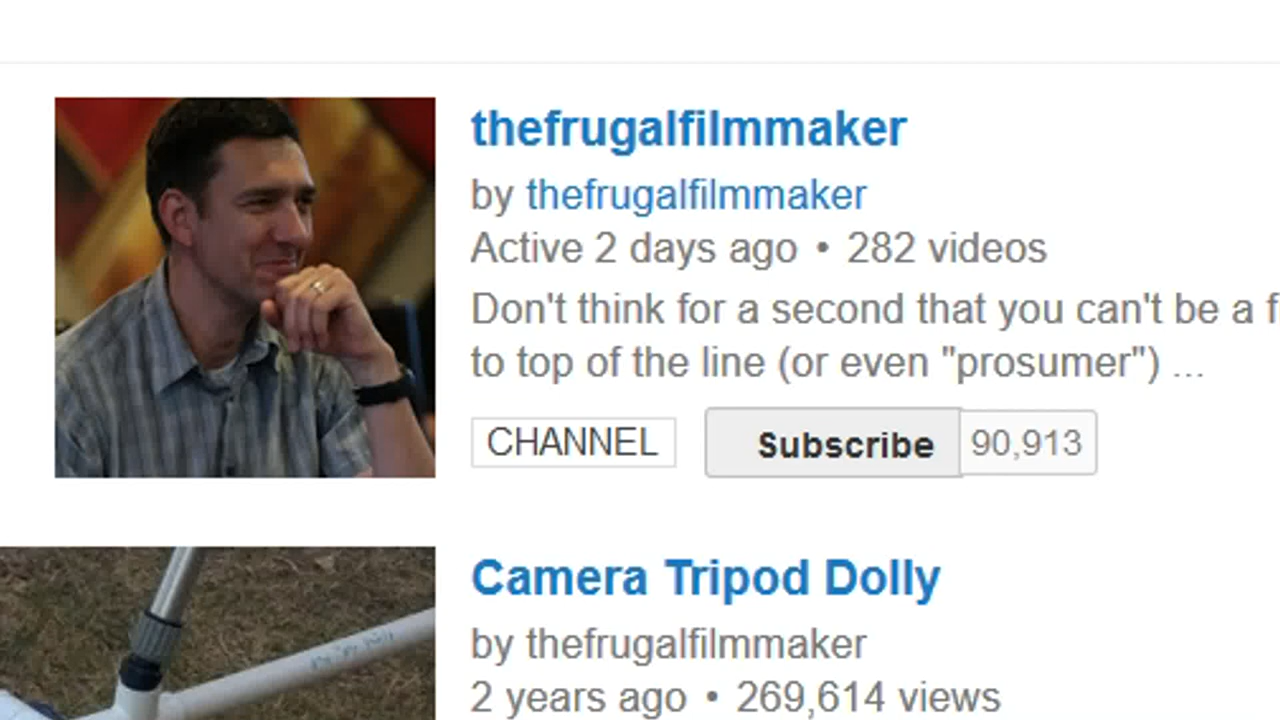 thefrugalfilmmaker
by thefrugalfilmmaker
Active 2 days ago • 282 videos
Don't think for a second that you can't be a f
to top of the line (or even "prosumer") ...
CHANNEL Subscribe 90,913
Camera Tripod Dolly
by thefrugalfilmmaker
2 years ago • 269,614 views